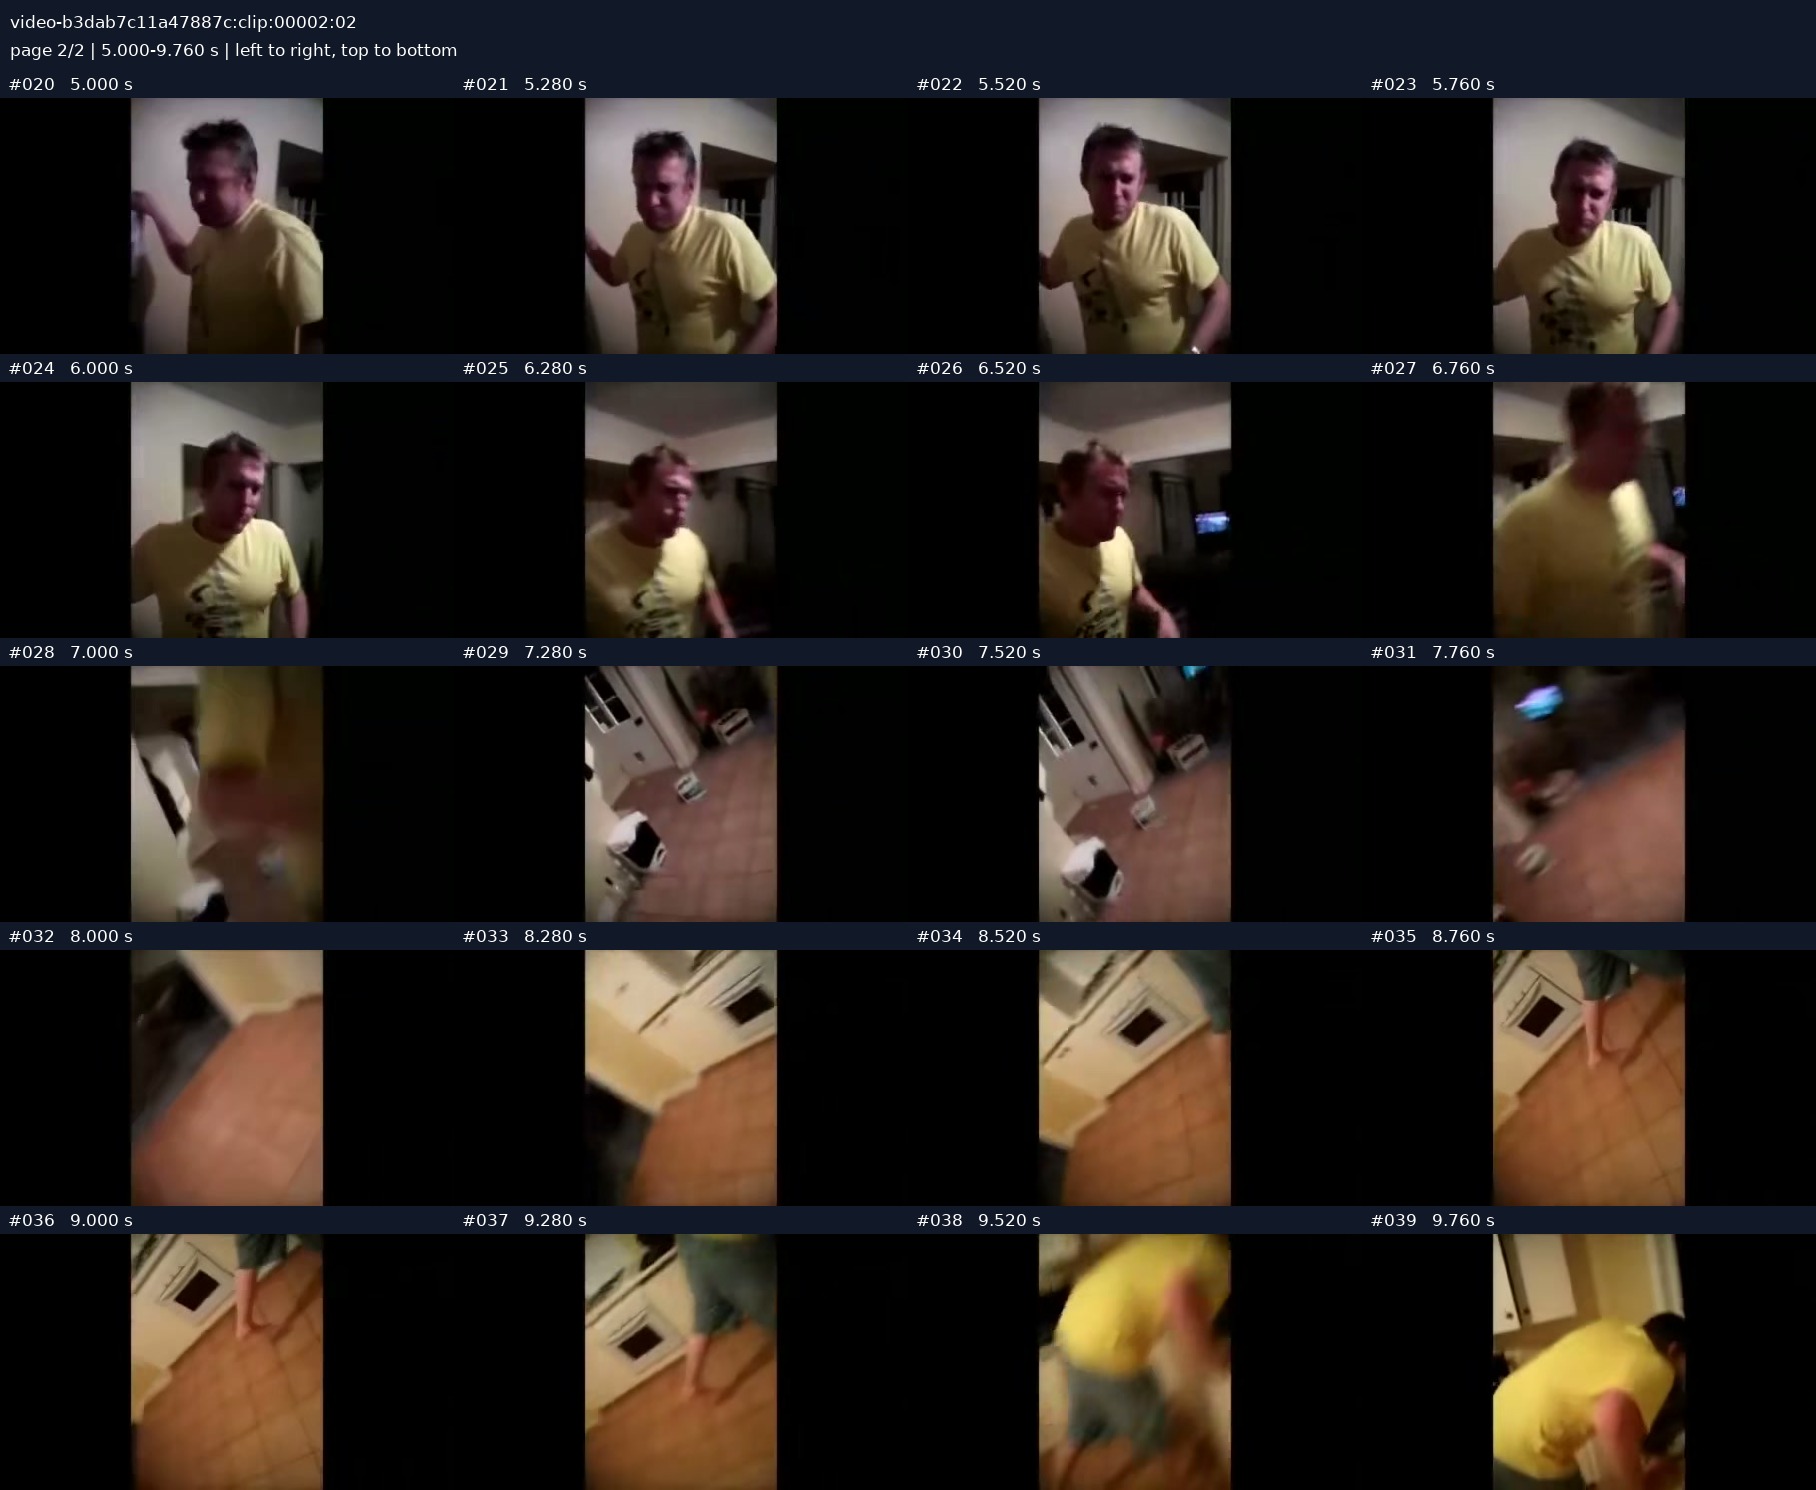 video-b3dab7c11a47887c:clip:00002:02
page 2/2 | 5.000-9.760 s | left to right, top to bottom
#020 5.000 s
#021 5.280 s
#022 5.520 s
#023 5.760 s
#024 6.000 s
#025 6.280 s
#026 6.520 s
#027 6.760 s
#028 7.000 s
#029 7.280 s
#030 7.520 s
#031 7.760 s
#032 8.000 s
#033 8.280 s
#034 8.520 s
#035 8.760 s
#036 9.000 s
#037 9.280 s
#038 9.520 s
#039 9.760 s